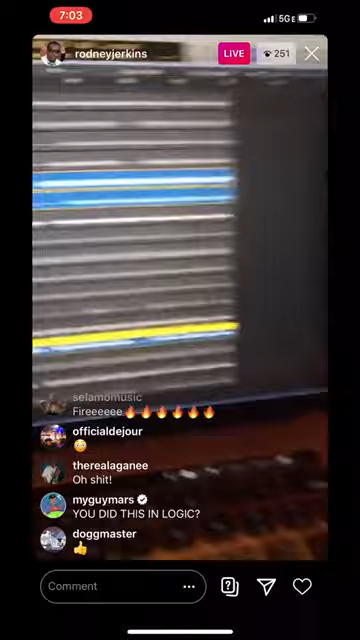 7:03
5G E
rodneyjerkins
LIVE
251
selamomusic
Fireeeeee🔥🔥🔥🔥🔥🔥
officialdejour
😳
therealaganee
Oh shit!
myguymars
YOU DID THIS IN LOGIC?
doggmaster
👍
Comment